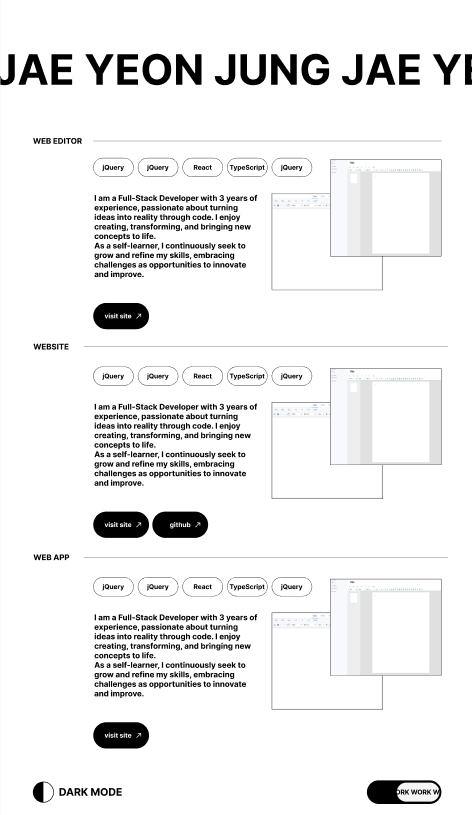 JAE YEON JUNG JAE YE
WEB EDITOR
jQuery
jQuery
React
TypeScript
jQuery
I am a Full-Stack Developer with 3 years of
experience, passionate about turning
ideas into reality through code. I enjoy
creating, transforming, and bringing new
concepts to life.
As a self-learner, I continuously seek to
grow and refine my skills, embracing
challenges as opportunities to innovate
and improve.
visit site
WEBSITE
jQuery
jQuery
React
TypeScript
jQuery
I am a Full-Stack Developer with 3 years of
experience, passionate about turning
ideas into reality through code. I enjoy
creating, transforming, and bringing new
concepts to life.
As a self-learner, I continuously seek to
grow and refine my skills, embracing
challenges as opportunities to innovate
and improve.
visit site
github
WEB APP
jQuery
jQuery
React
TypeScript
jQuery
I am a Full-Stack Developer with 3 years of
experience, passionate about turning
ideas into reality through code. I enjoy
creating, transforming, and bringing new
concepts to life.
As a self-learner, I continuously seek to
grow and refine my skills, embracing
challenges as opportunities to innovate
and improve.
visit site
DARK MODE
ORK WORK W